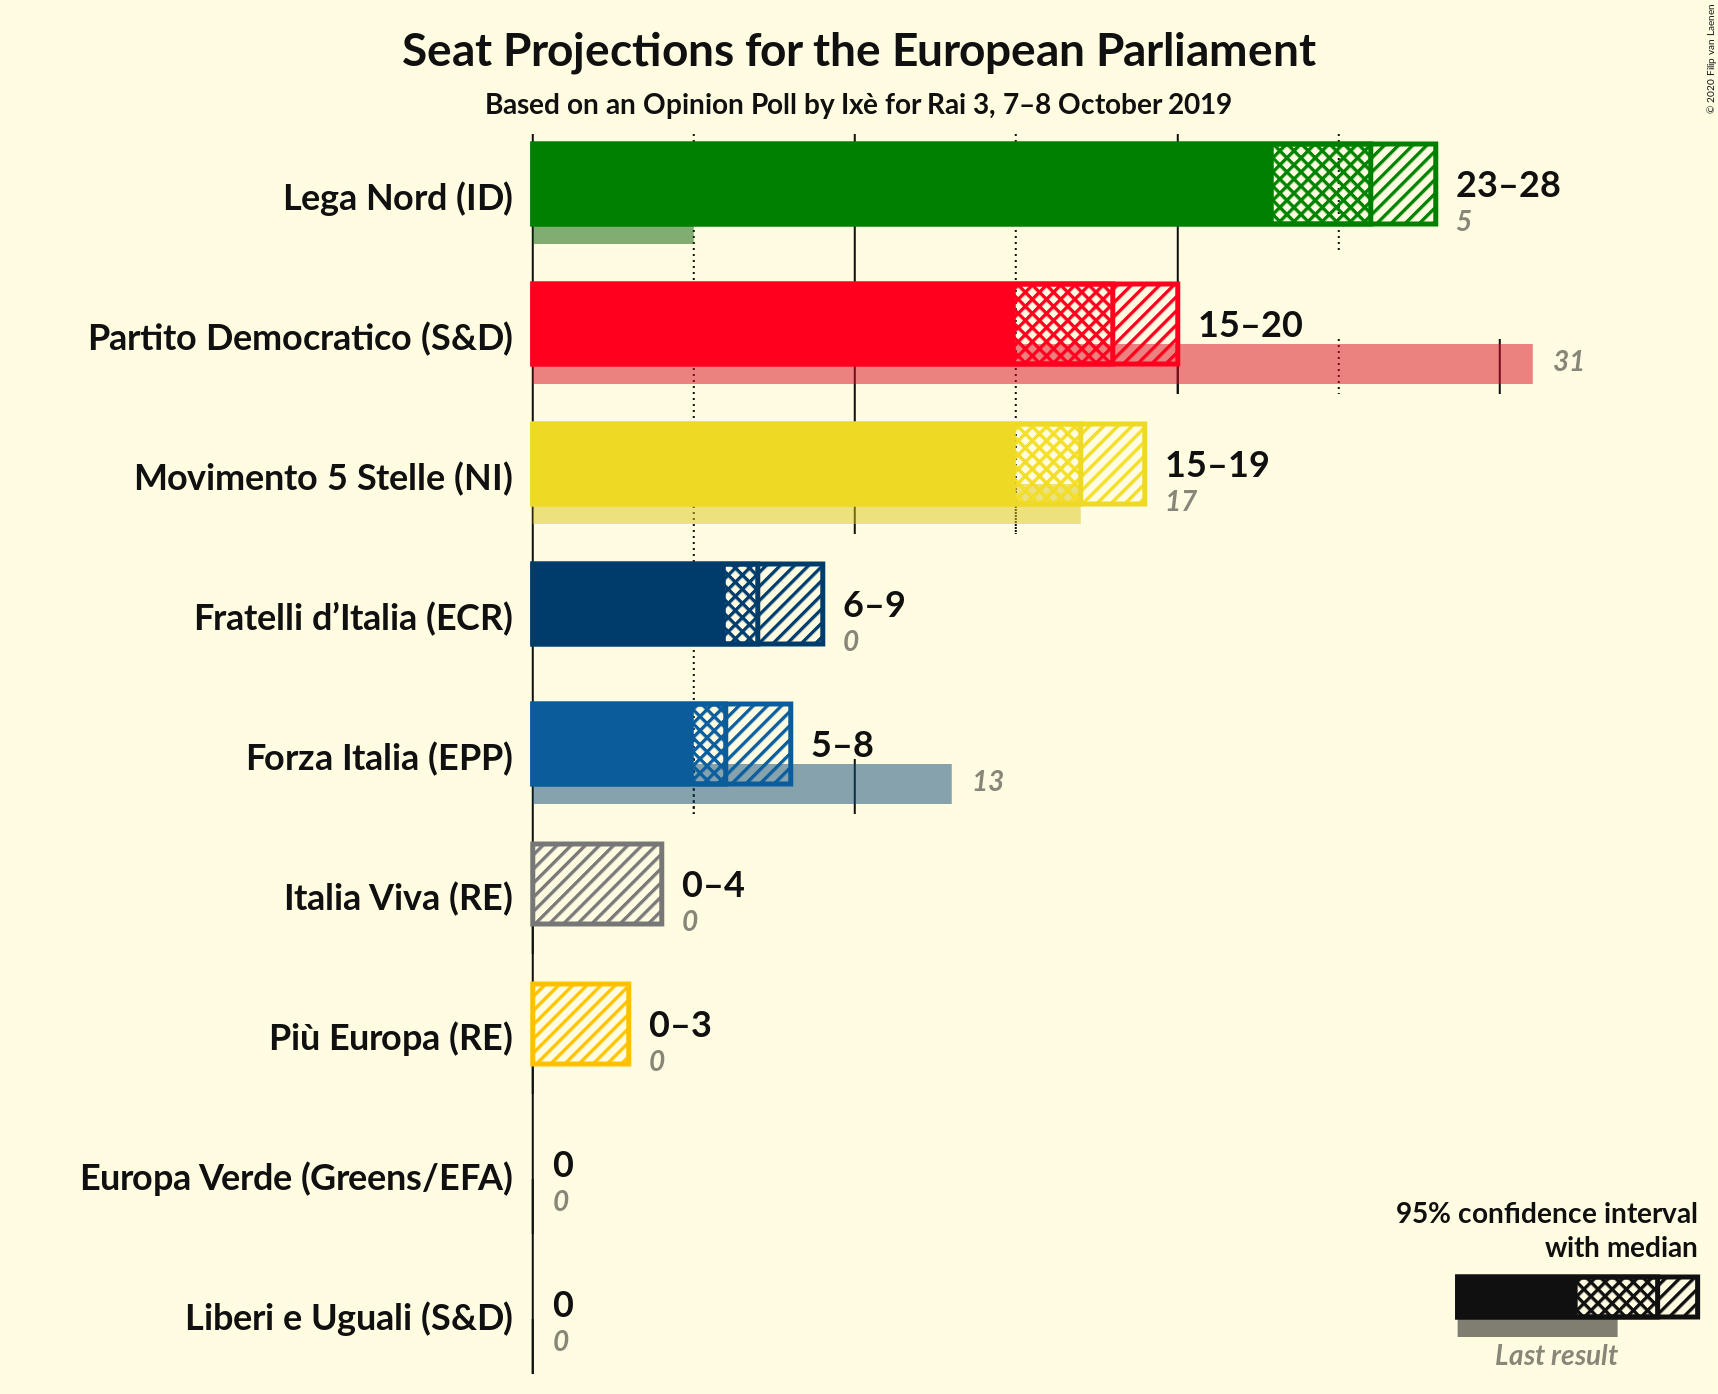 Seat Projections for the European Parliament
Based on an Opinion Poll by Ixè for Rai 3, 7–8 October 2019
© 2020 Filip van Laenen
Lega Nord (ID)
23–28
5
Partito Democratico (S&D)
15–20
31
Movimento 5 Stelle (NI)
15–19
17
Fratelli d’Italia (ECR)
6–9
0
Forza Italia (EPP)
5–8
13
Italia Viva (RE)
0–4
0
Più Europa (RE)
0–3
0
Europa Verde (Greens/EFA)
0
0
Liberi e Uguali (S&D)
0
0
95% confidence interval
with median
Last result